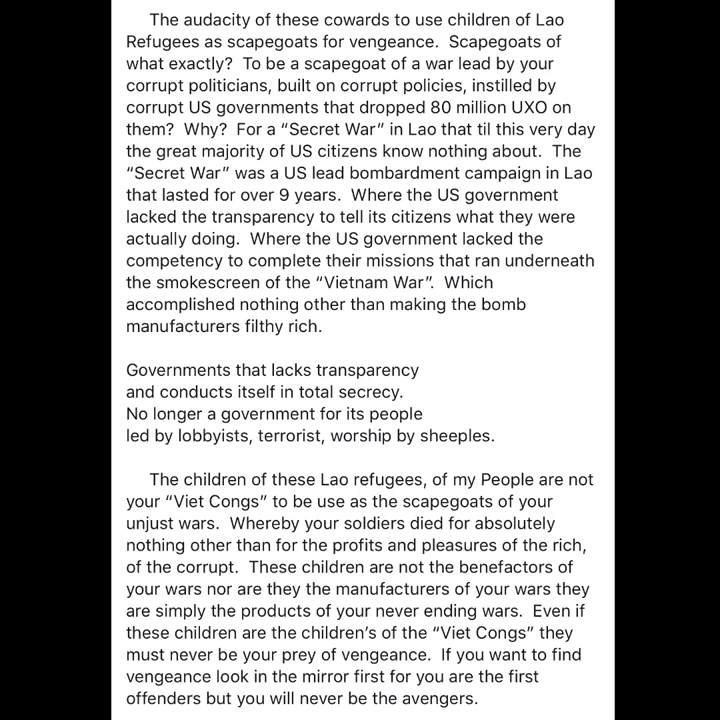 The audacity of these cowards to use children of Lao
Refugees as scapegoats for vengeance.  Scapegoats of
what exactly?  To be a scapegoat of a war lead by your
corrupt politicians, built on corrupt policies, instilled by
corrupt US governments that dropped 80 million UXO on
them?  Why?  For a “Secret War” in Lao that til this very day
the great majority of US citizens know nothing about.  The
“Secret War” was a US lead bombardment campaign in Lao
that lasted for over 9 years.  Where the US government
lacked the transparency to tell its citizens what they were
actually doing.  Where the US government lacked the
competency to complete their missions that ran underneath
the smokescreen of the “Vietnam War”.  Which
accomplished nothing other than making the bomb
manufacturers filthy rich.

Governments that lacks transparency
and conducts itself in total secrecy.
No longer a government for its people
led by lobbyists, terrorist, worship by sheeples.

The children of these Lao refugees, of my People are not
your “Viet Congs” to be use as the scapegoats of your
unjust wars.  Whereby your soldiers died for absolutely
nothing other than for the profits and pleasures of the rich,
of the corrupt.  These children are not the benefactors of
your wars nor are they the manufacturers of your wars they
are simply the products of your never ending wars.  Even if
these children are the children’s of the “Viet Congs” they
must never be your prey of vengeance.  If you want to find
vengeance look in the mirror first for you are the first
offenders but you will never be the avengers.